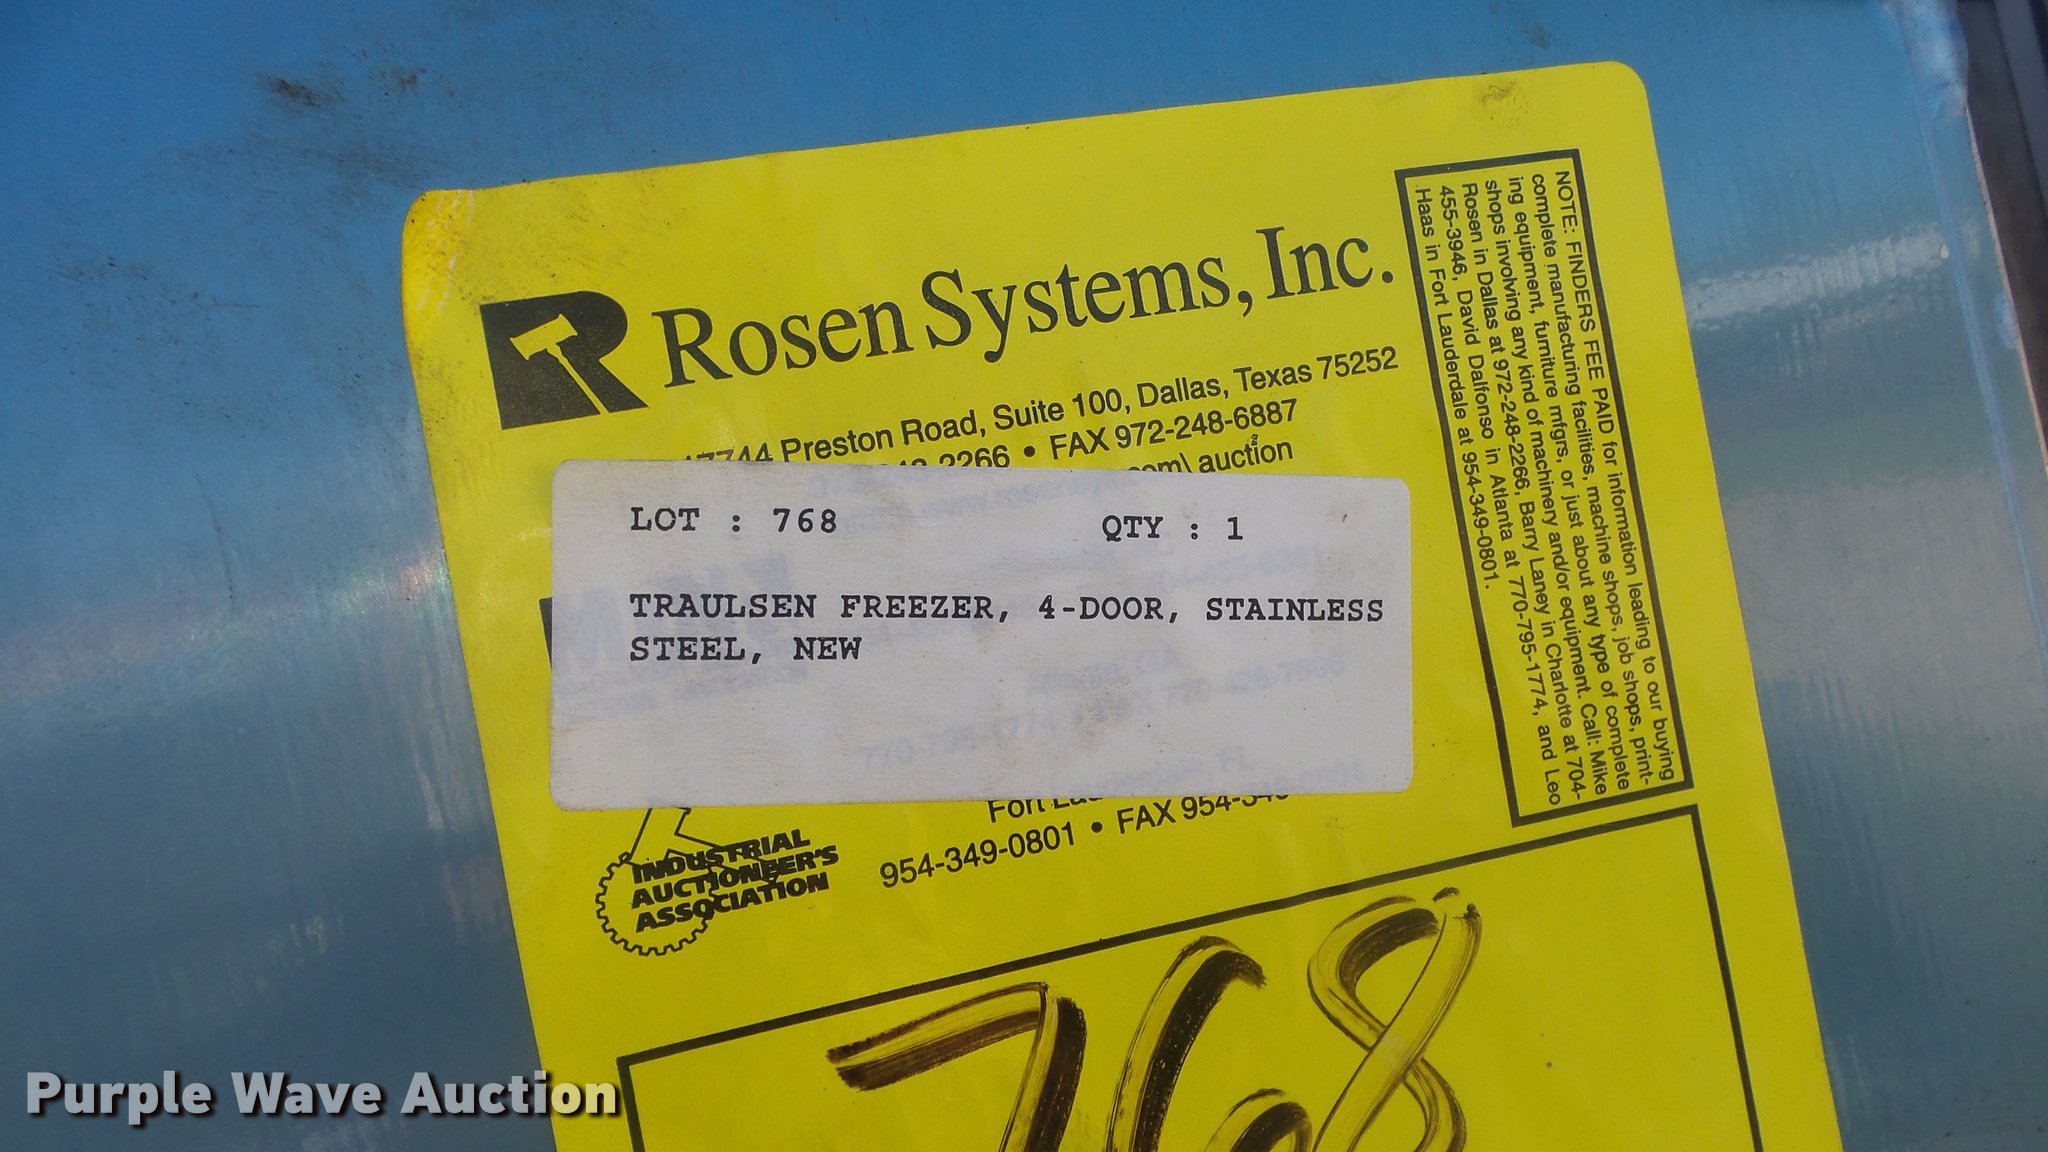 Rosen Systems, Inc.
17744 Preston Road, Suite 100, Dallas, Texas 75252
2266 • FAX 972-248-6887
auction
LOT : 768 QTY : 1
TRAULSEN FREEZER, 4-DOOR, STAINLESS
STEEL, NEW
Fort
954-349-0801 • FAX 954-
INDUSTRIAL
AUCTIONEER'S
ASSOCIATION
NOTE: FINDERS FEE PAID for information leading to our buying
complete manufacturing facilities, machine shops, job shops, print-
ing equipment, furniture mfgrs, or just about any type of complete
shops involving any kind of machinery and/or equipment. Call: Mike
Rosen in Dallas at 972-248-2266, Barry Laney in Charlotte at 704-
455-3946, David Dalfonso in Atlanta at 770-795-1774, and Leo
Haas in Fort Lauderdale at 954-349-0801.
768
Purple Wave Auction